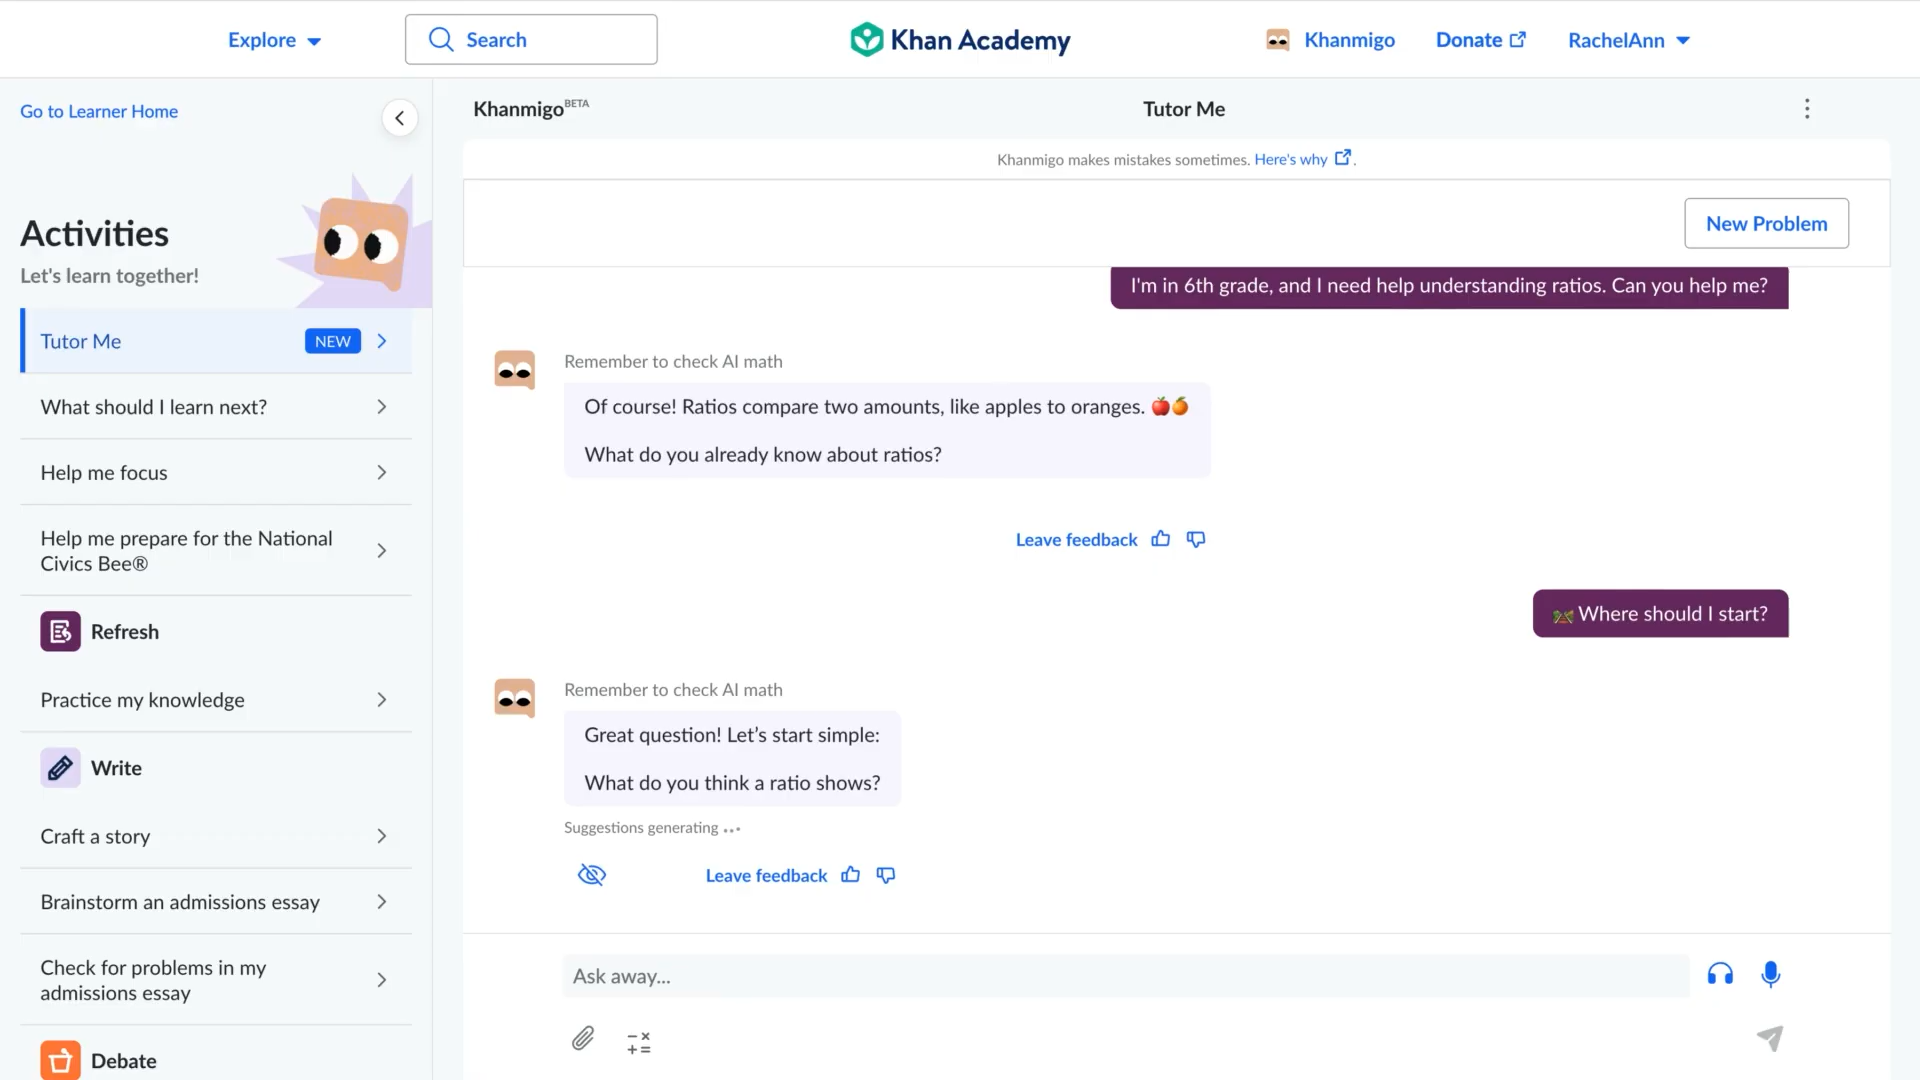 Explore
Search
Khan Academy
Khanmigo
Donate
RachelAnn
Go to Learner Home
Activities
Let's learn together!
Tutor Me
NEW
What should I learn next?
Help me focus
Help me prepare for the National
Civics Bee®
Refresh
Practice my knowledge
Write
Craft a story
Brainstorm an admissions essay
Check for problems in my
admissions essay
Debate
Khanmigo BETA
Tutor Me
Khanmigo makes mistakes sometimes. Here's why .
New Problem
I'm in 6th grade, and I need help understanding ratios. Can you help me?
Remember to check AI math
Of course! Ratios compare two amounts, like apples to oranges. 🍎🍊
What do you already know about ratios?
Leave feedback
Where should I start?
Remember to check AI math
Great question! Let’s start simple:
What do you think a ratio shows?
Suggestions generating ...
Leave feedback
Ask away...